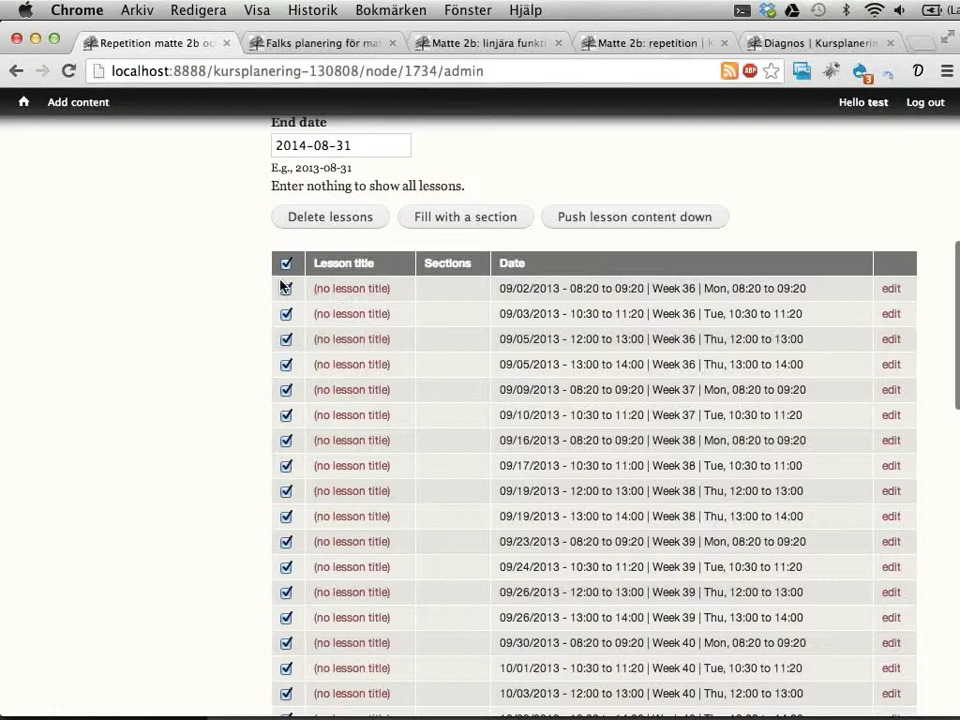 Chrome Arkiv Redigera Visa Historik Bokmärken Fönster Hjälp
Repetition matte 2b oc Falks planering för ma Matte 2b: linjära funkt Matte 2b: repetition | K Diagnos | Kursplanerin
localhost:8888/kursplanering-130808/node/1734/admin ABP 3
Add content Hello test Log out
End date
2014-08-31
E.g., 2013-08-31
Enter nothing to show all lessons.
Delete lessons Fill with a section Push lesson content down
Lesson title Sections Date
(no lesson title) 09/02/2013 - 08:20 to 09:20 | Week 36 | Mon, 08:20 to 09:20 edit
(no lesson title) 09/03/2013 - 10:30 to 11:20 | Week 36 | Tue, 10:30 to 11:20 edit
(no lesson title) 09/05/2013 - 12:00 to 13:00 | Week 36 | Thu, 12:00 to 13:00 edit
(no lesson title) 09/05/2013 - 13:00 to 14:00 | Week 36 | Thu, 13:00 to 14:00 edit
(no lesson title) 09/09/2013 - 08:20 to 09:20 | Week 37 | Mon, 08:20 to 09:20 edit
(no lesson title) 09/10/2013 - 10:30 to 11:20 | Week 37 | Tue, 10:30 to 11:20 edit
(no lesson title) 09/16/2013 - 08:20 to 09:20 | Week 38 | Mon, 08:20 to 09:20 edit
(no lesson title) 09/17/2013 - 10:30 to 11:00 | Week 38 | Tue, 10:30 to 11:00 edit
(no lesson title) 09/19/2013 - 12:00 to 13:00 | Week 38 | Thu, 12:00 to 13:00 edit
(no lesson title) 09/19/2013 - 13:00 to 14:00 | Week 38 | Thu, 13:00 to 14:00 edit
(no lesson title) 09/23/2013 - 08:20 to 09:20 | Week 39 | Mon, 08:20 to 09:20 edit
(no lesson title) 09/24/2013 - 10:30 to 11:20 | Week 39 | Tue, 10:30 to 11:20 edit
(no lesson title) 09/26/2013 - 12:00 to 13:00 | Week 39 | Thu, 12:00 to 13:00 edit
(no lesson title) 09/26/2013 - 13:00 to 14:00 | Week 39 | Thu, 13:00 to 14:00 edit
(no lesson title) 09/30/2013 - 08:20 to 09:20 | Week 40 | Mon, 08:20 to 09:20 edit
(no lesson title) 10/01/2013 - 10:30 to 11:20 | Week 40 | Tue, 10:30 to 11:20 edit
(no lesson title) 10/03/2013 - 12:00 to 13:00 | Week 40 | Thu, 12:00 to 13:00 edit